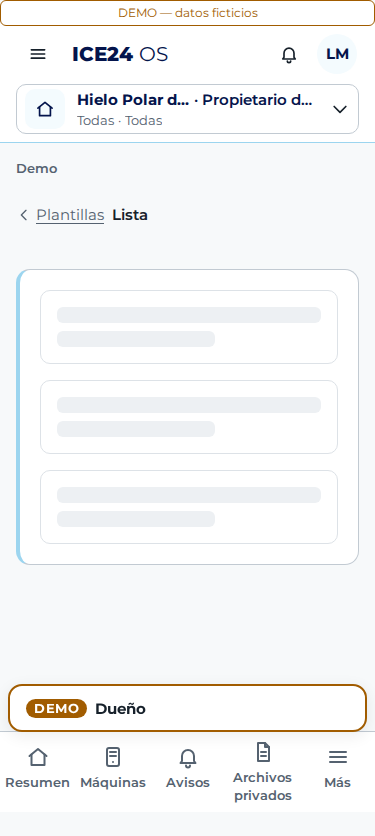 DEMO — datos ficticios
ICE24 OS
LM
Hielo Polar d... · Propietario d...
Todas · Todas
Demo
Plantillas Lista
DEMO Dueño
Resumen
Máquinas
Avisos
Archivos privados
Más